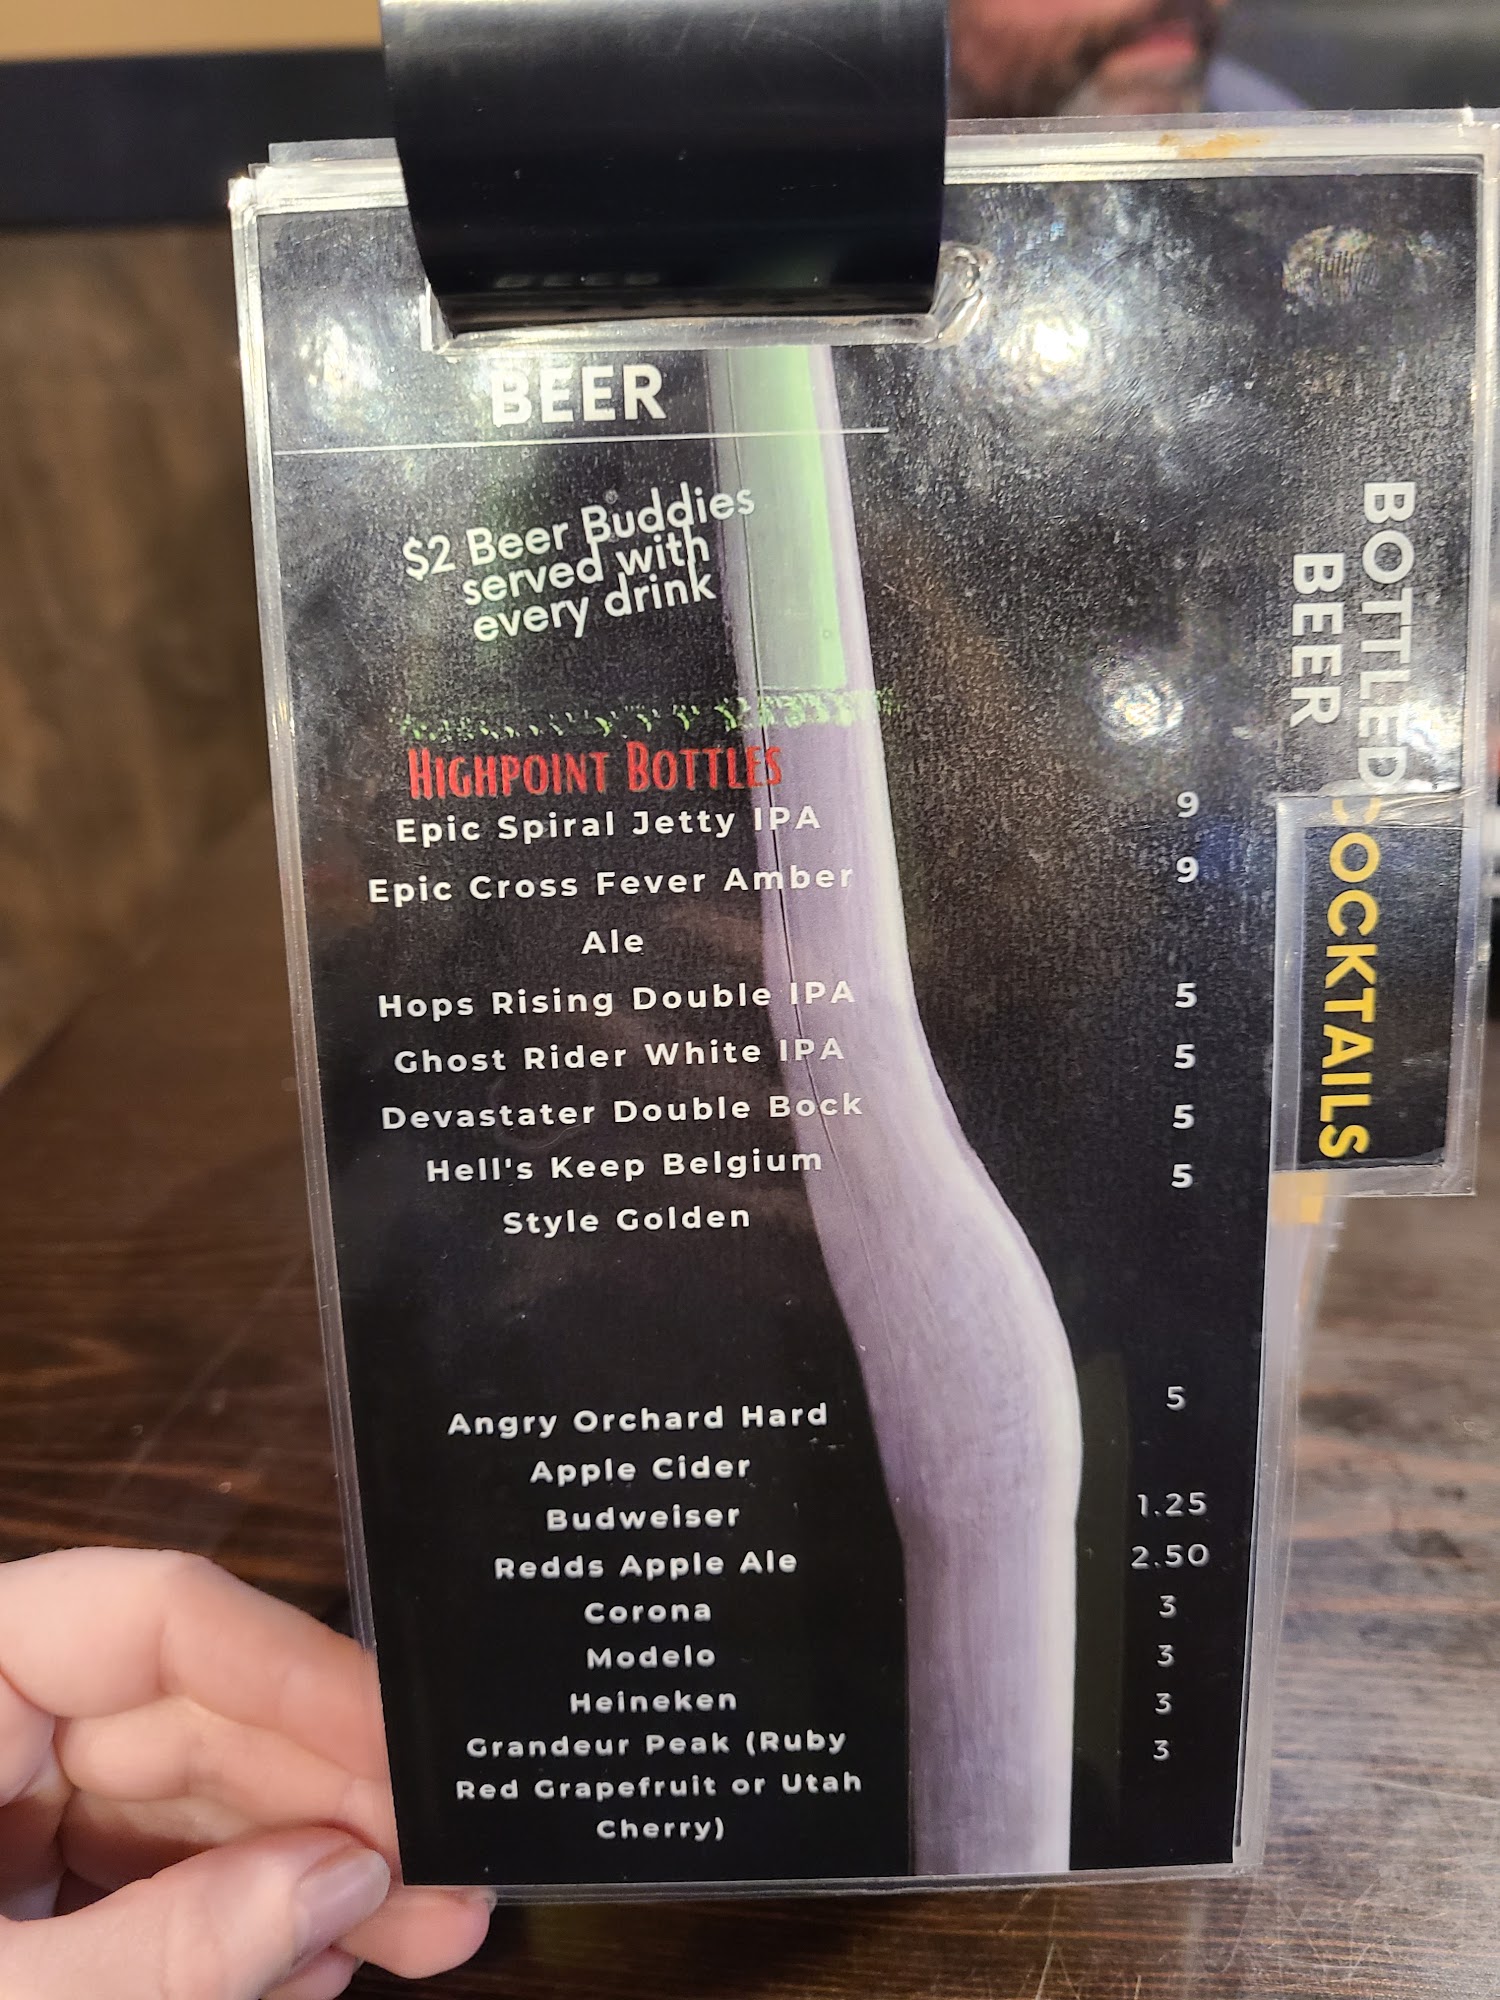 BEER
$2 Beer Buddies
served with
every drink
HIGHPOINT BOTTLES
Epic Spiral Jetty IPA 9
Epic Cross Fever Amber 9
Ale
Hops Rising Double IPA 5
Ghost Rider White IPA 5
Devastater Double Bock 5
Hell's Keep Belgium 5
Style Golden
Angry Orchard Hard 5
Apple Cider
Budweiser 1.25
Redds Apple Ale 2.50
Corona 3
Modelo 3
Heineken 3
Grandeur Peak (Ruby 3
Red Grapefruit or Utah
Cherry)
BOTTLED
BEER
COCKTAILS